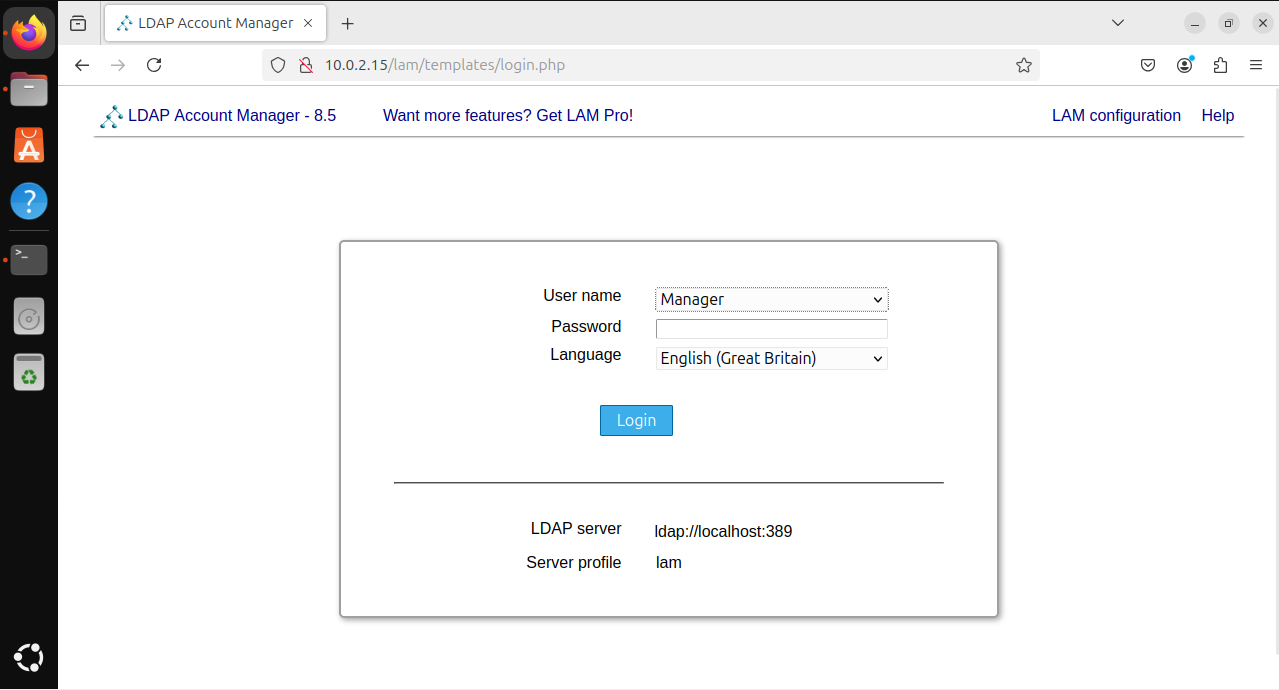 LDAP Account Manager
10.0.2.15/lam/templates/login.php
LDAP Account Manager - 8.5 Want more features? Get LAM Pro! LAM configuration Help
User name Manager
Password
Language English (Great Britain)
Login
LDAP server ldap://localhost:389
Server profile lam